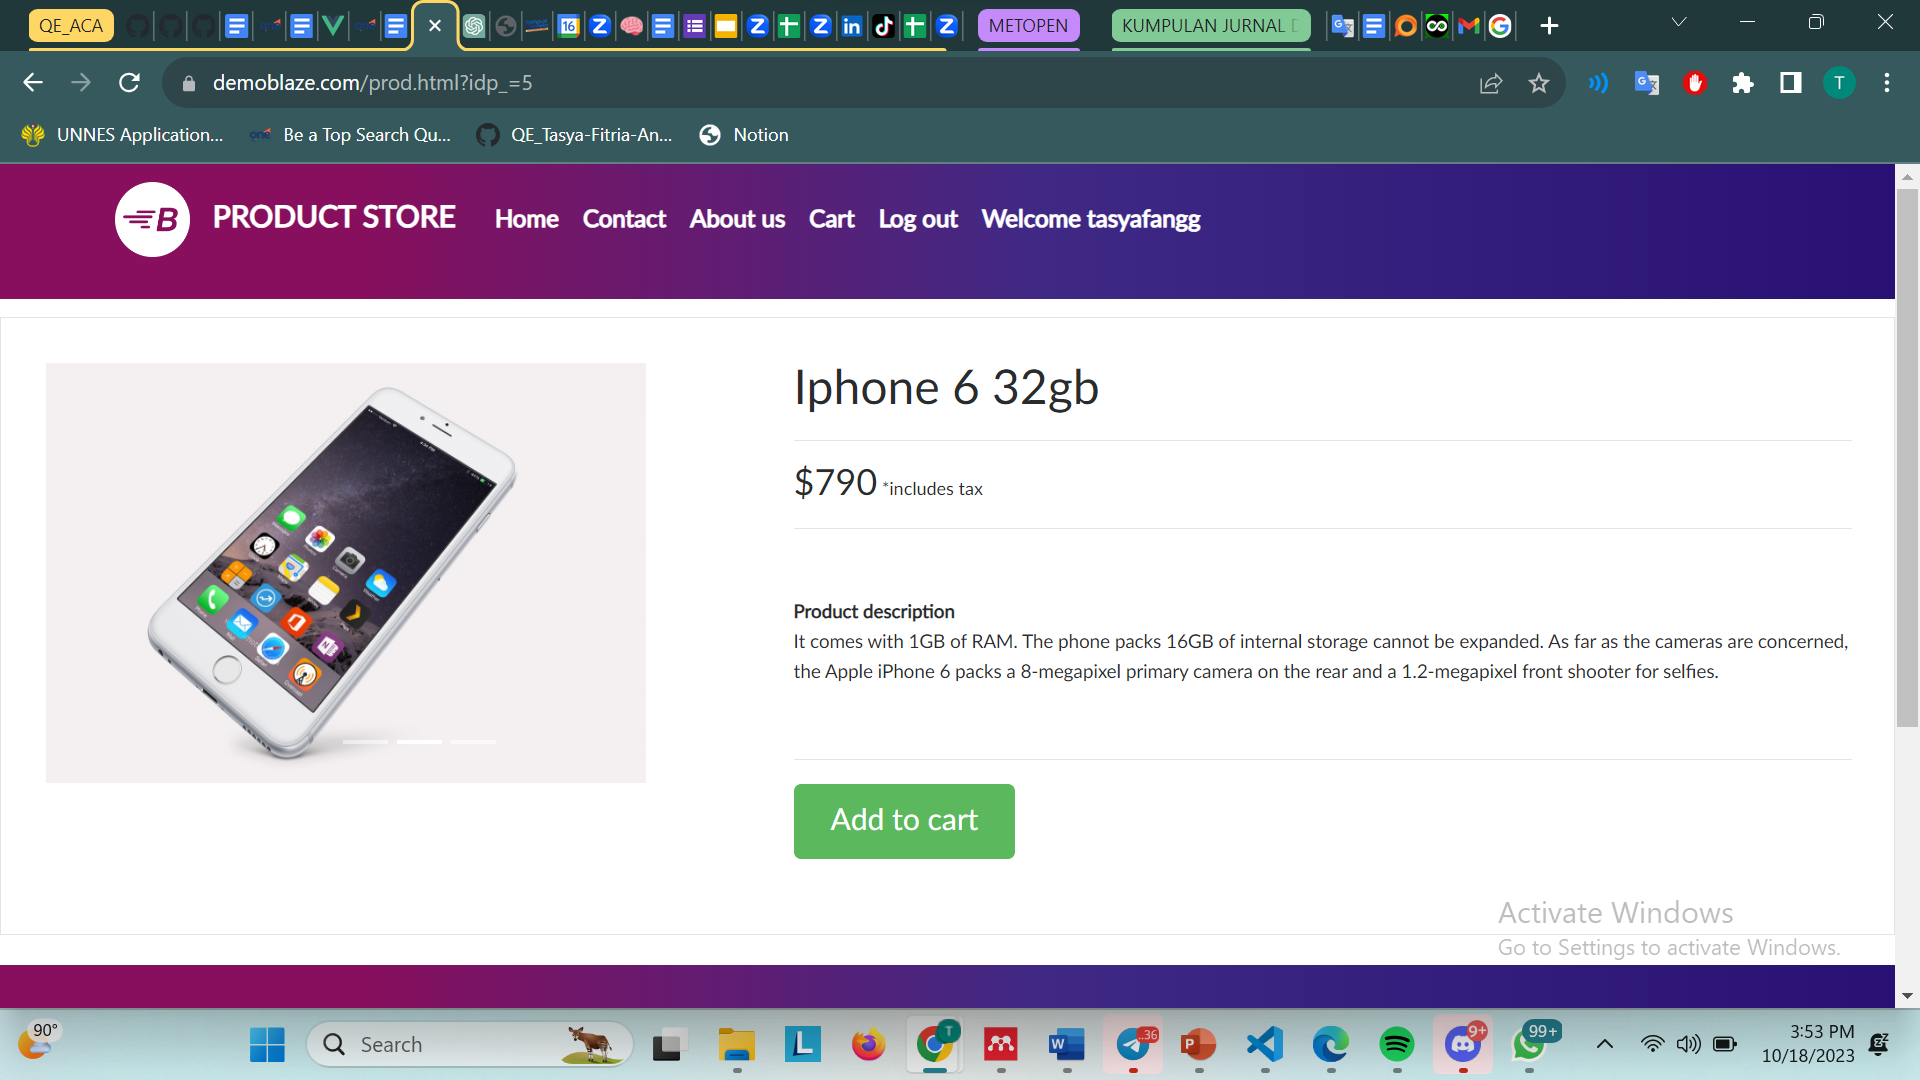 QE_ACA
16
METOPEN
KUMPULAN JURNAL
demoblaze.com/prod.html?idp_=5
T
UNNES Application...
one
Be a Top Search Qu...
QE_Tasya-Fitria-An...
Notion
B
PRODUCT STORE
Home
Contact
About us
Cart
Log out
Welcome tasyafangg
Iphone 6 32gb
$790 *includes tax
Product description
It comes with 1GB of RAM. The phone packs 16GB of internal storage cannot be expanded. As far as the cameras are concerned,
the Apple iPhone 6 packs a 8-megapixel primary camera on the rear and a 1.2-megapixel front shooter for selfies.
Add to cart
Activate Windows
Go to Settings to activate Windows.
90°
Search
L
T
W
36
P
9+
99+
3:53 PM
10/18/2023